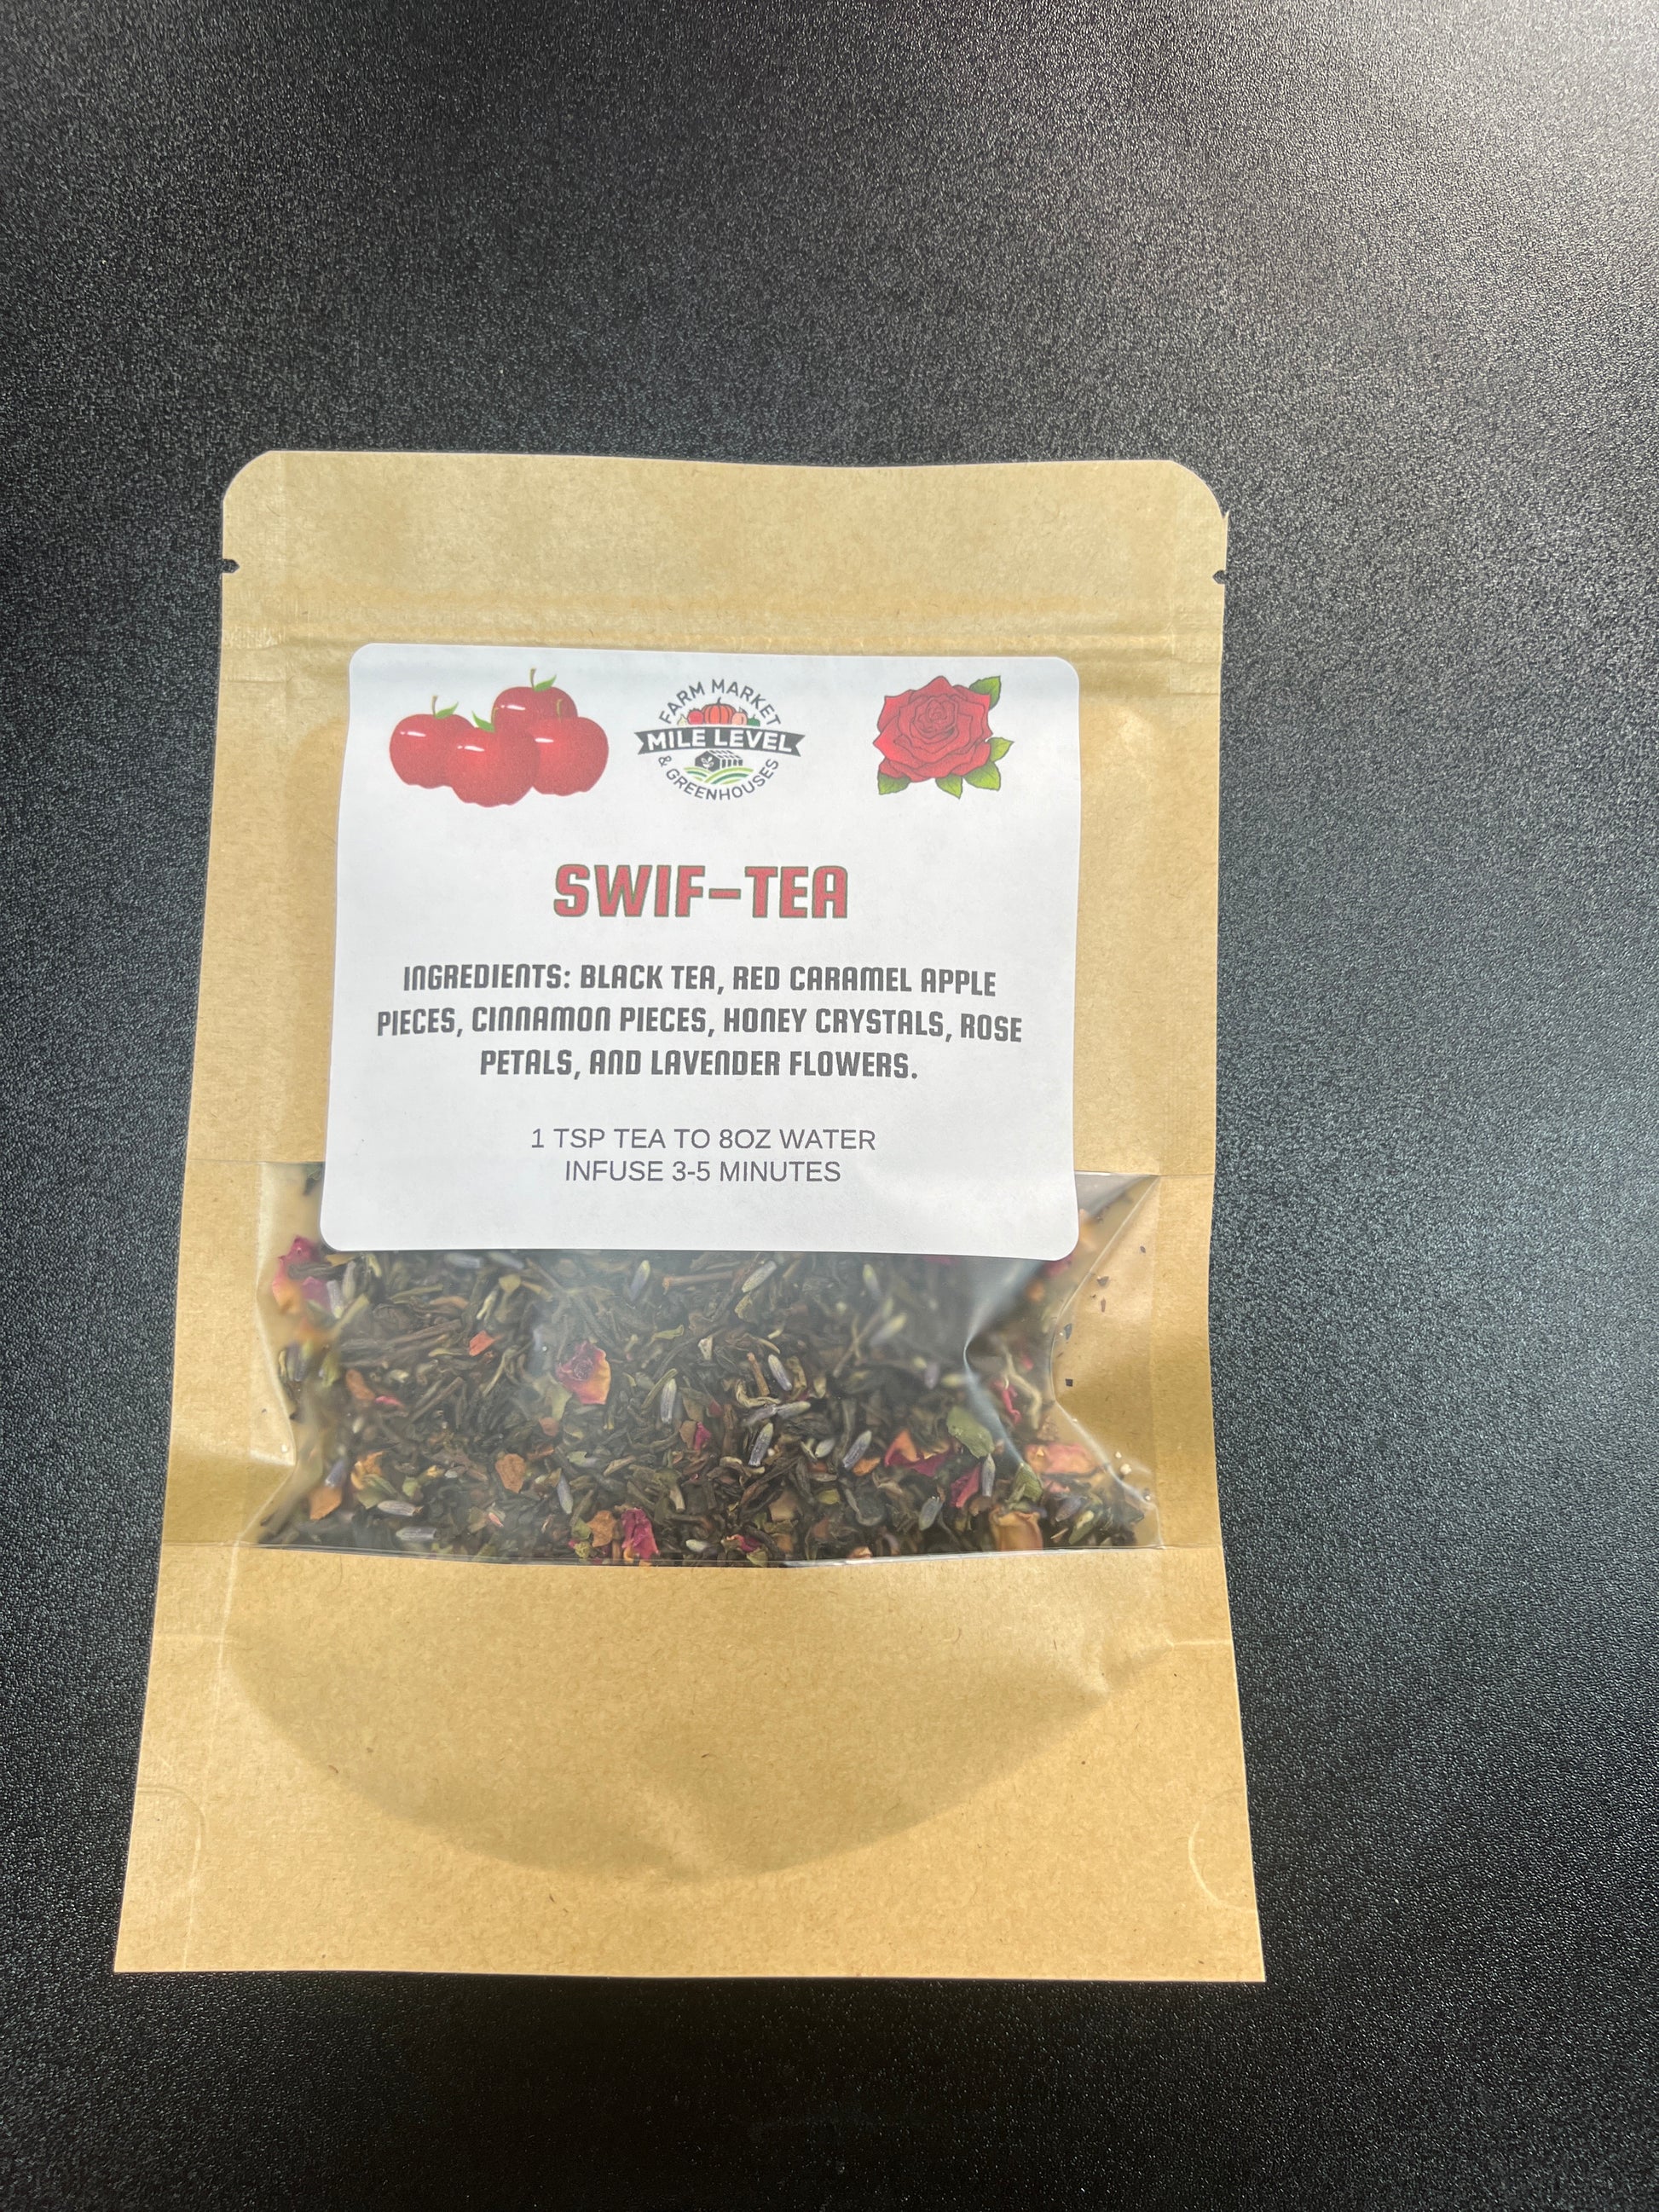 FARM MARKET
MILE LEVEL
& GREENHOUSES
SWIF-TEA
INGREDIENTS: BLACK TEA, RED CARAMEL APPLE
PIECES, CINNAMON PIECES, HONEY CRYSTALS, ROSE
PETALS, AND LAVENDER FLOWERS.
1 TSP TEA TO 8OZ WATER
INFUSE 3-5 MINUTES